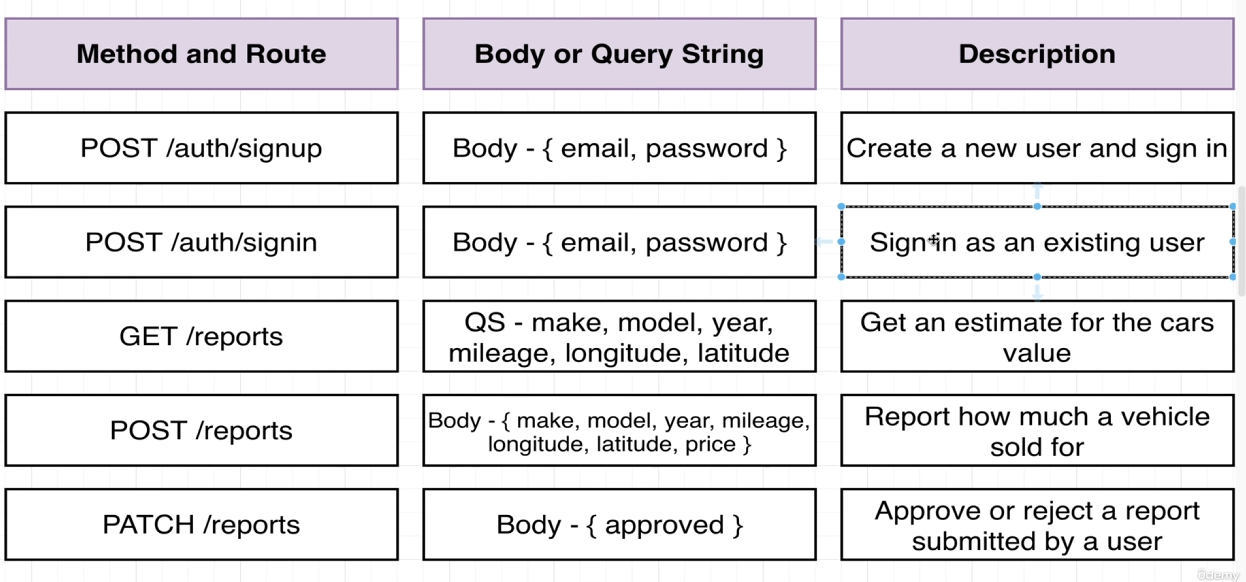 Method and Route
Body or Query String
Description
POST /auth/signup
Body - { email, password }
Create a new user and sign in
POST /auth/signin
Body - { email, password }
Sign in as an existing user
GET /reports
QS - make, model, year,
mileage, longitude, latitude
Get an estimate for the cars
value
POST /reports
Body - { make, model, year, mileage,
longitude, latitude, price }
Report how much a vehicle
sold for
PATCH /reports
Body - { approved }
Approve or reject a report
submitted by a user
ûdemy